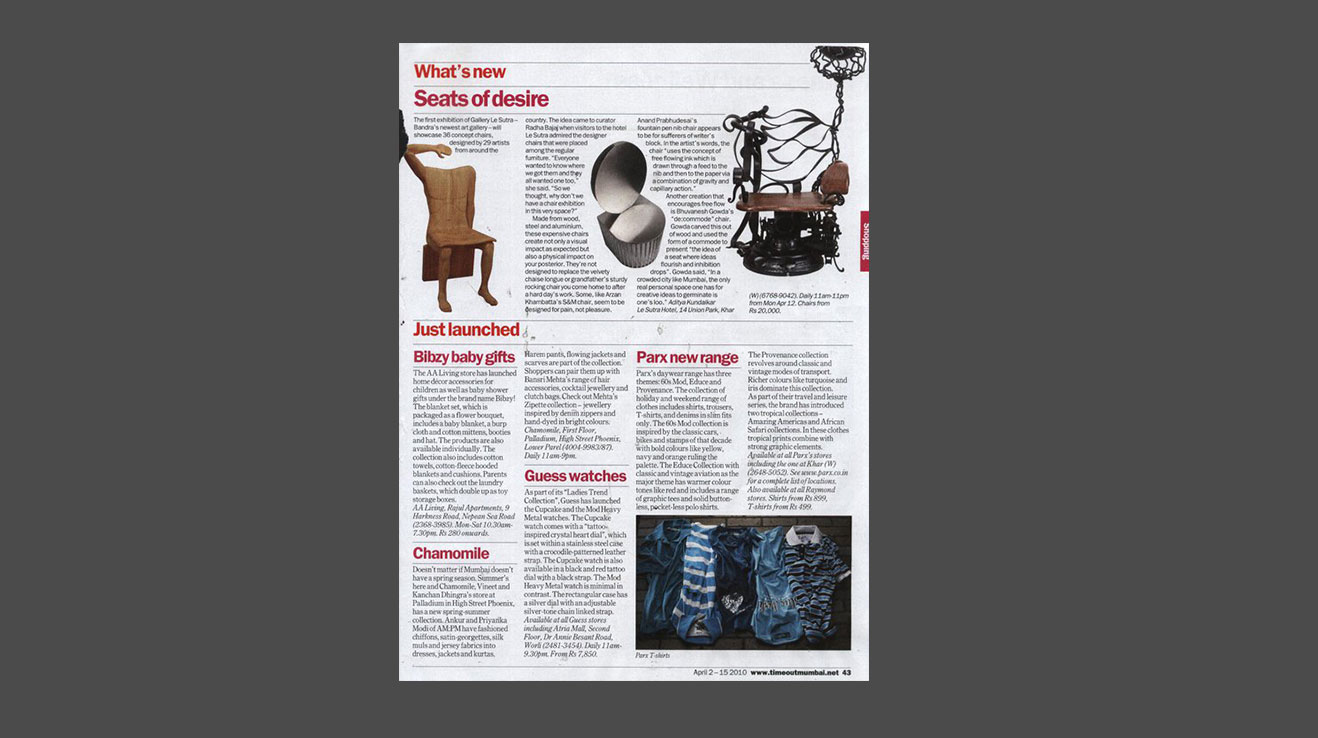 What's new
Seats of desire
The first exhibition of Gallery Le Sutra –
Bandra's newest art gallery – will
showcase 36 concept chairs,
designed by 29 artists
from around the
country. The idea came to curator
Radha Bajaj when visitors to the hotel
Le Sutra admired the designer
chairs that were placed
among the regular
furniture. "Everyone
wanted to know where
we got them and they
all wanted one too,"
she said. "So we
thought, why don't we
have a chair exhibition
in this very space?"
Made from wood,
steel and aluminium,
these expensive chairs
create not only a visual
impact as expected but
also a physical impact on
your posterior. They're not
designed to replace the velvety
chaise longue or grandfather's sturdy
rocking chair you come home to after
a hard day's work. Some, like Arzan
Khambatta's S&M chair, seem to be
designed for pain, not pleasure.
Anand Prabhudesai's
fountain pen nib chair appears
to be for sufferers of writer's
block. In the artist's words, the
chair "uses the concept of
free flowing ink which is
drawn through a feed to the
nib and then to the paper via
a combination of gravity and
capillary action."
Another creation that
encourages free flow
is Bhuvanesh Gowda's
"de:commode" chair.
Gowda carved this out
of wood and used the
form of a commode to
present "the idea of
a seat where ideas
flourish and inhibition
drops". Gowda said, "In a
crowded city like Mumbai, the only
real personal space one has for
creative ideas to germinate is
one's loo." Aditya Kundalkar
Le Sutra Hotel, 14 Union Park, Khar
(W) (6768-9042). Daily 11am-11pm
from Mon Apr 12. Chairs from
Rs 20,000.
Shopping
Just launched
Bibzy baby gifts
The AA Living store has launched
home décor accessories for
children as well as baby shower
gifts under the brand name Bibzy!
The blanket set, which is
packaged as a flower bouquet,
includes a baby blanket, a burp
cloth and cotton mittens, booties
and hat. The products are also
available individually. The
collection also includes cotton
towels, cotton-fleece hooded
blankets and cushions. Parents
can also check out the laundry
baskets, which double up as toy
storage boxes.
AA Living, Rajul Apartments, 9
Harkness Road, Nepean Sea Road
(2368-3985). Mon-Sat 10.30am-
7.30pm. Rs 280 onwards.
Chamomile
Doesn't matter if Mumbai doesn't
have a spring season. Summer's
here and Chamomile, Vineet and
Kanchan Dhingra's store at
Palladium in High Street Phoenix,
has a new spring-summer
collection. Ankur and Priyanka
Modi of AM:PM have fashioned
chiffons, satin-georgettes, silk
muls and jersey fabrics into
dresses, jackets and kurtas.
Harem pants, flowing jackets and
scarves are part of the collection.
Shoppers can pair them up with
Bansri Mehta's range of hair
accessories, cocktail jewellery and
clutch bags. Check out Mehta's
Zipette collection – jewellery
inspired by denim zippers and
hand-dyed in bright colours.
Chamomile, First Floor,
Palladium, High Street Phoenix,
Lower Parel (4004-9983/87).
Daily 11am-9pm.
Guess watches
As part of its "Ladies Trend
Collection", Guess has launched
the Cupcake and the Mod Heavy
Metal watches. The Cupcake
watch comes with a "tattoo-
inspired crystal heart dial", which
is set within a stainless steel case
with a crocodile-patterned leather
strap. The Cupcake watch is also
available in a black and red tattoo
dial with a black strap. The Mod
Heavy Metal watch is minimal in
contrast. The rectangular case has
a silver dial with an adjustable
silver-tone chain linked strap.
Available at all Guess stores
including Atria Mall, Second
Floor, Dr Annie Besant Road,
Worli (2481-3454). Daily 11am-
9.30pm. From Rs 7,850.
Parx new range
Parx's daywear range has three
themes: 60s Mod, Educe and
Provenance. The collection of
holiday and weekend range of
clothes includes shirts, trousers,
T-shirts, and denims in slim fits
only. The 60s Mod collection is
inspired by the classic cars,
bikes and stamps of that decade
with bold colours like yellow,
navy and orange ruling the
palette. The Educe Collection with
classic and vintage aviation as the
major theme has warmer colour
tones like red and includes a range
of graphic tees and solid button-
less, pocket-less polo shirts.
The Provenance collection
revolves around classic and
vintage modes of transport.
Richer colours like turquoise and
iris dominate this collection.
As part of their travel and leisure
series, the brand has introduced
two tropical collections –
Amazing Americas and African
Safari collections. In these clothes
tropical prints combine with
strong graphic elements.
Available at all Parx's stores
including the one at Khar (W)
(2648-5052). See www.parx.co.in
for a complete list of locations.
Also available at all Raymond
stores. Shirts from Rs 899,
T-shirts from Rs 499.
Parx T-shirts
April 2 – 15 2010 www.timeoutmumbai.net 43